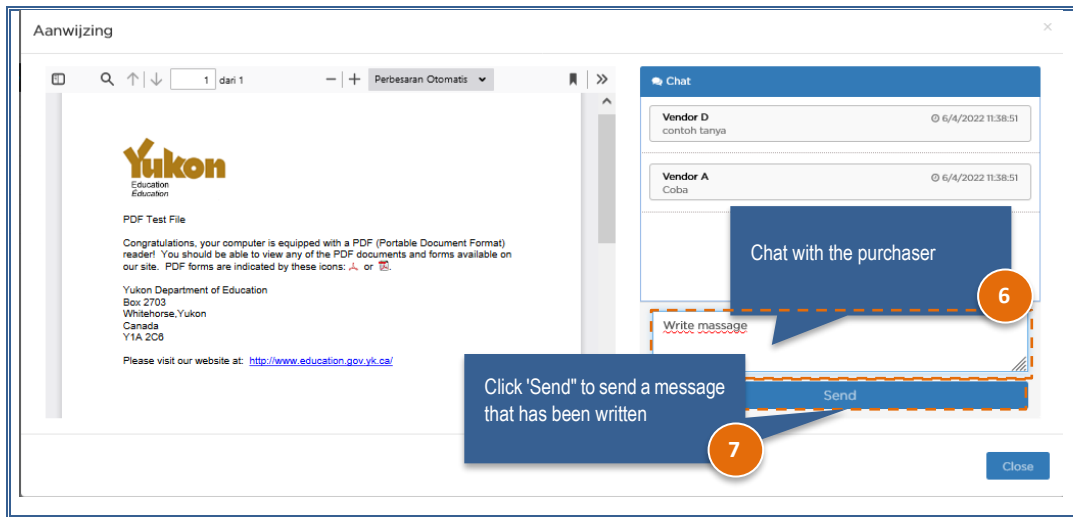 Aanwijzing
×
1 dari 1
Perbesaran Otomatis
Yukon
Education
Éducation
PDF Test File
Congratulations, your computer is equipped with a PDF (Portable Document Format)
reader! You should be able to view any of the PDF documents and forms available on
our site. PDF forms are indicated by these icons: or .
Yukon Department of Education
Box 2703
Whitehorse,Yukon
Canada
Y1A 2C6
Please visit our website at: http://www.education.gov.yk.ca/
Chat
Vendor D 6/4/2022 11:38:51
contoh tanya
Vendor A 6/4/2022 11:38:51
Coba
Chat with the purchaser
6
Write massage
Click 'Send" to send a message
that has been written
7
Send
Close